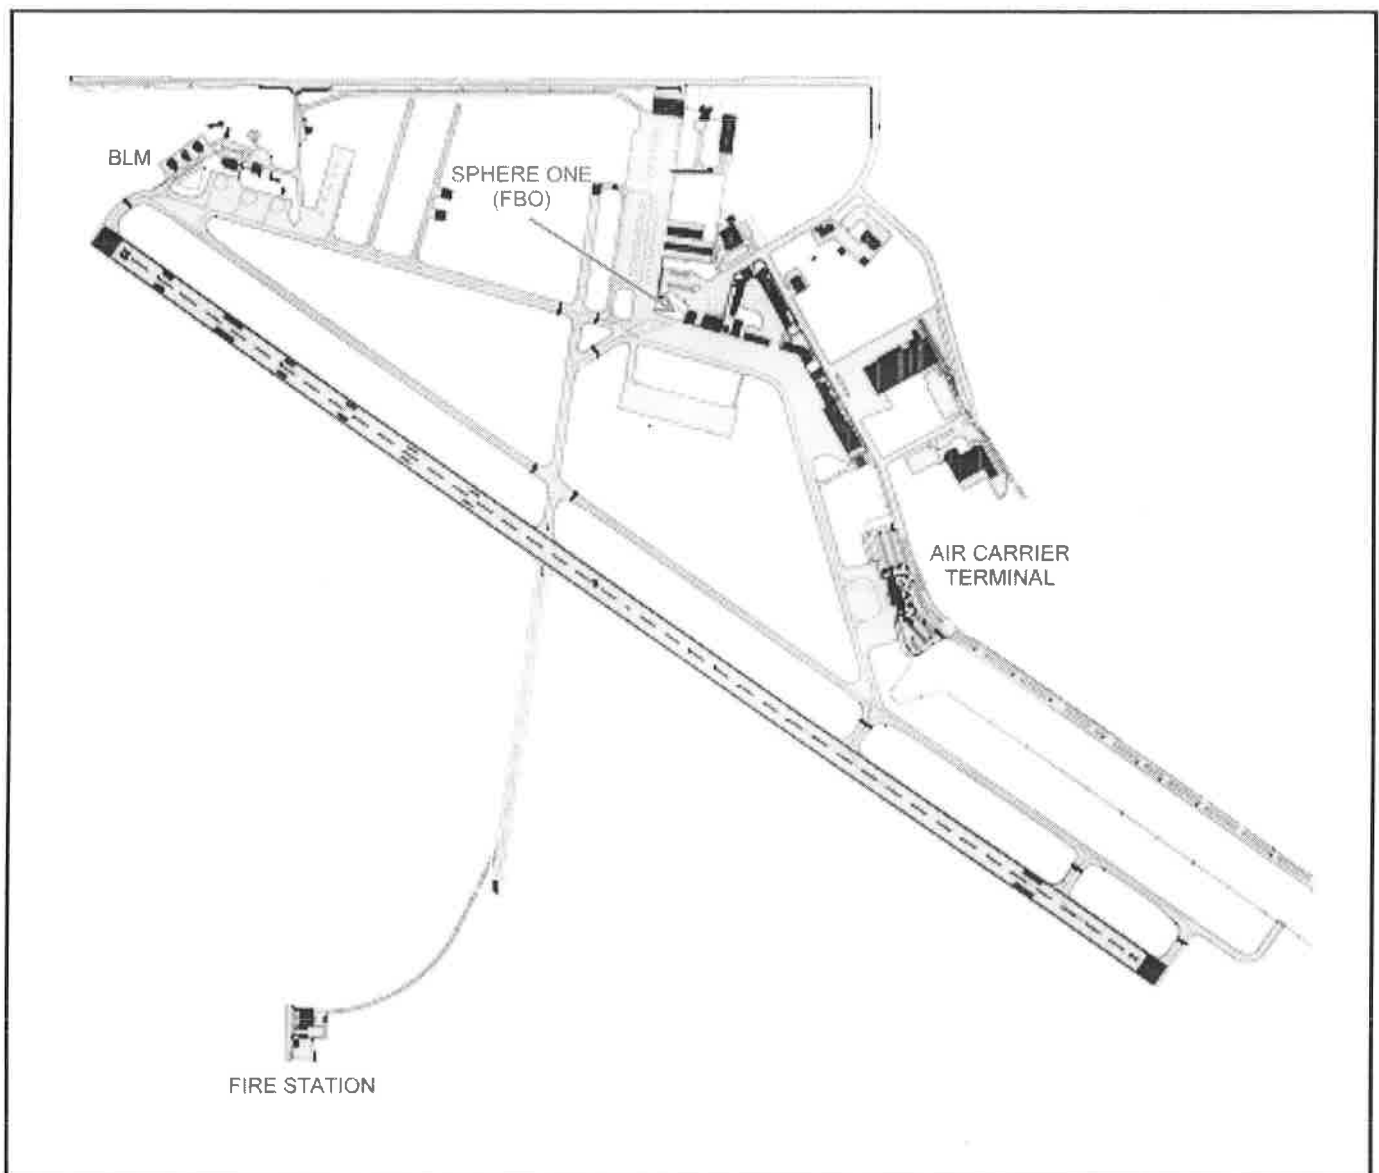 BLM
SPHERE ONE
(FBO)
AIR CARRIER
TERMINAL
FIRE STATION